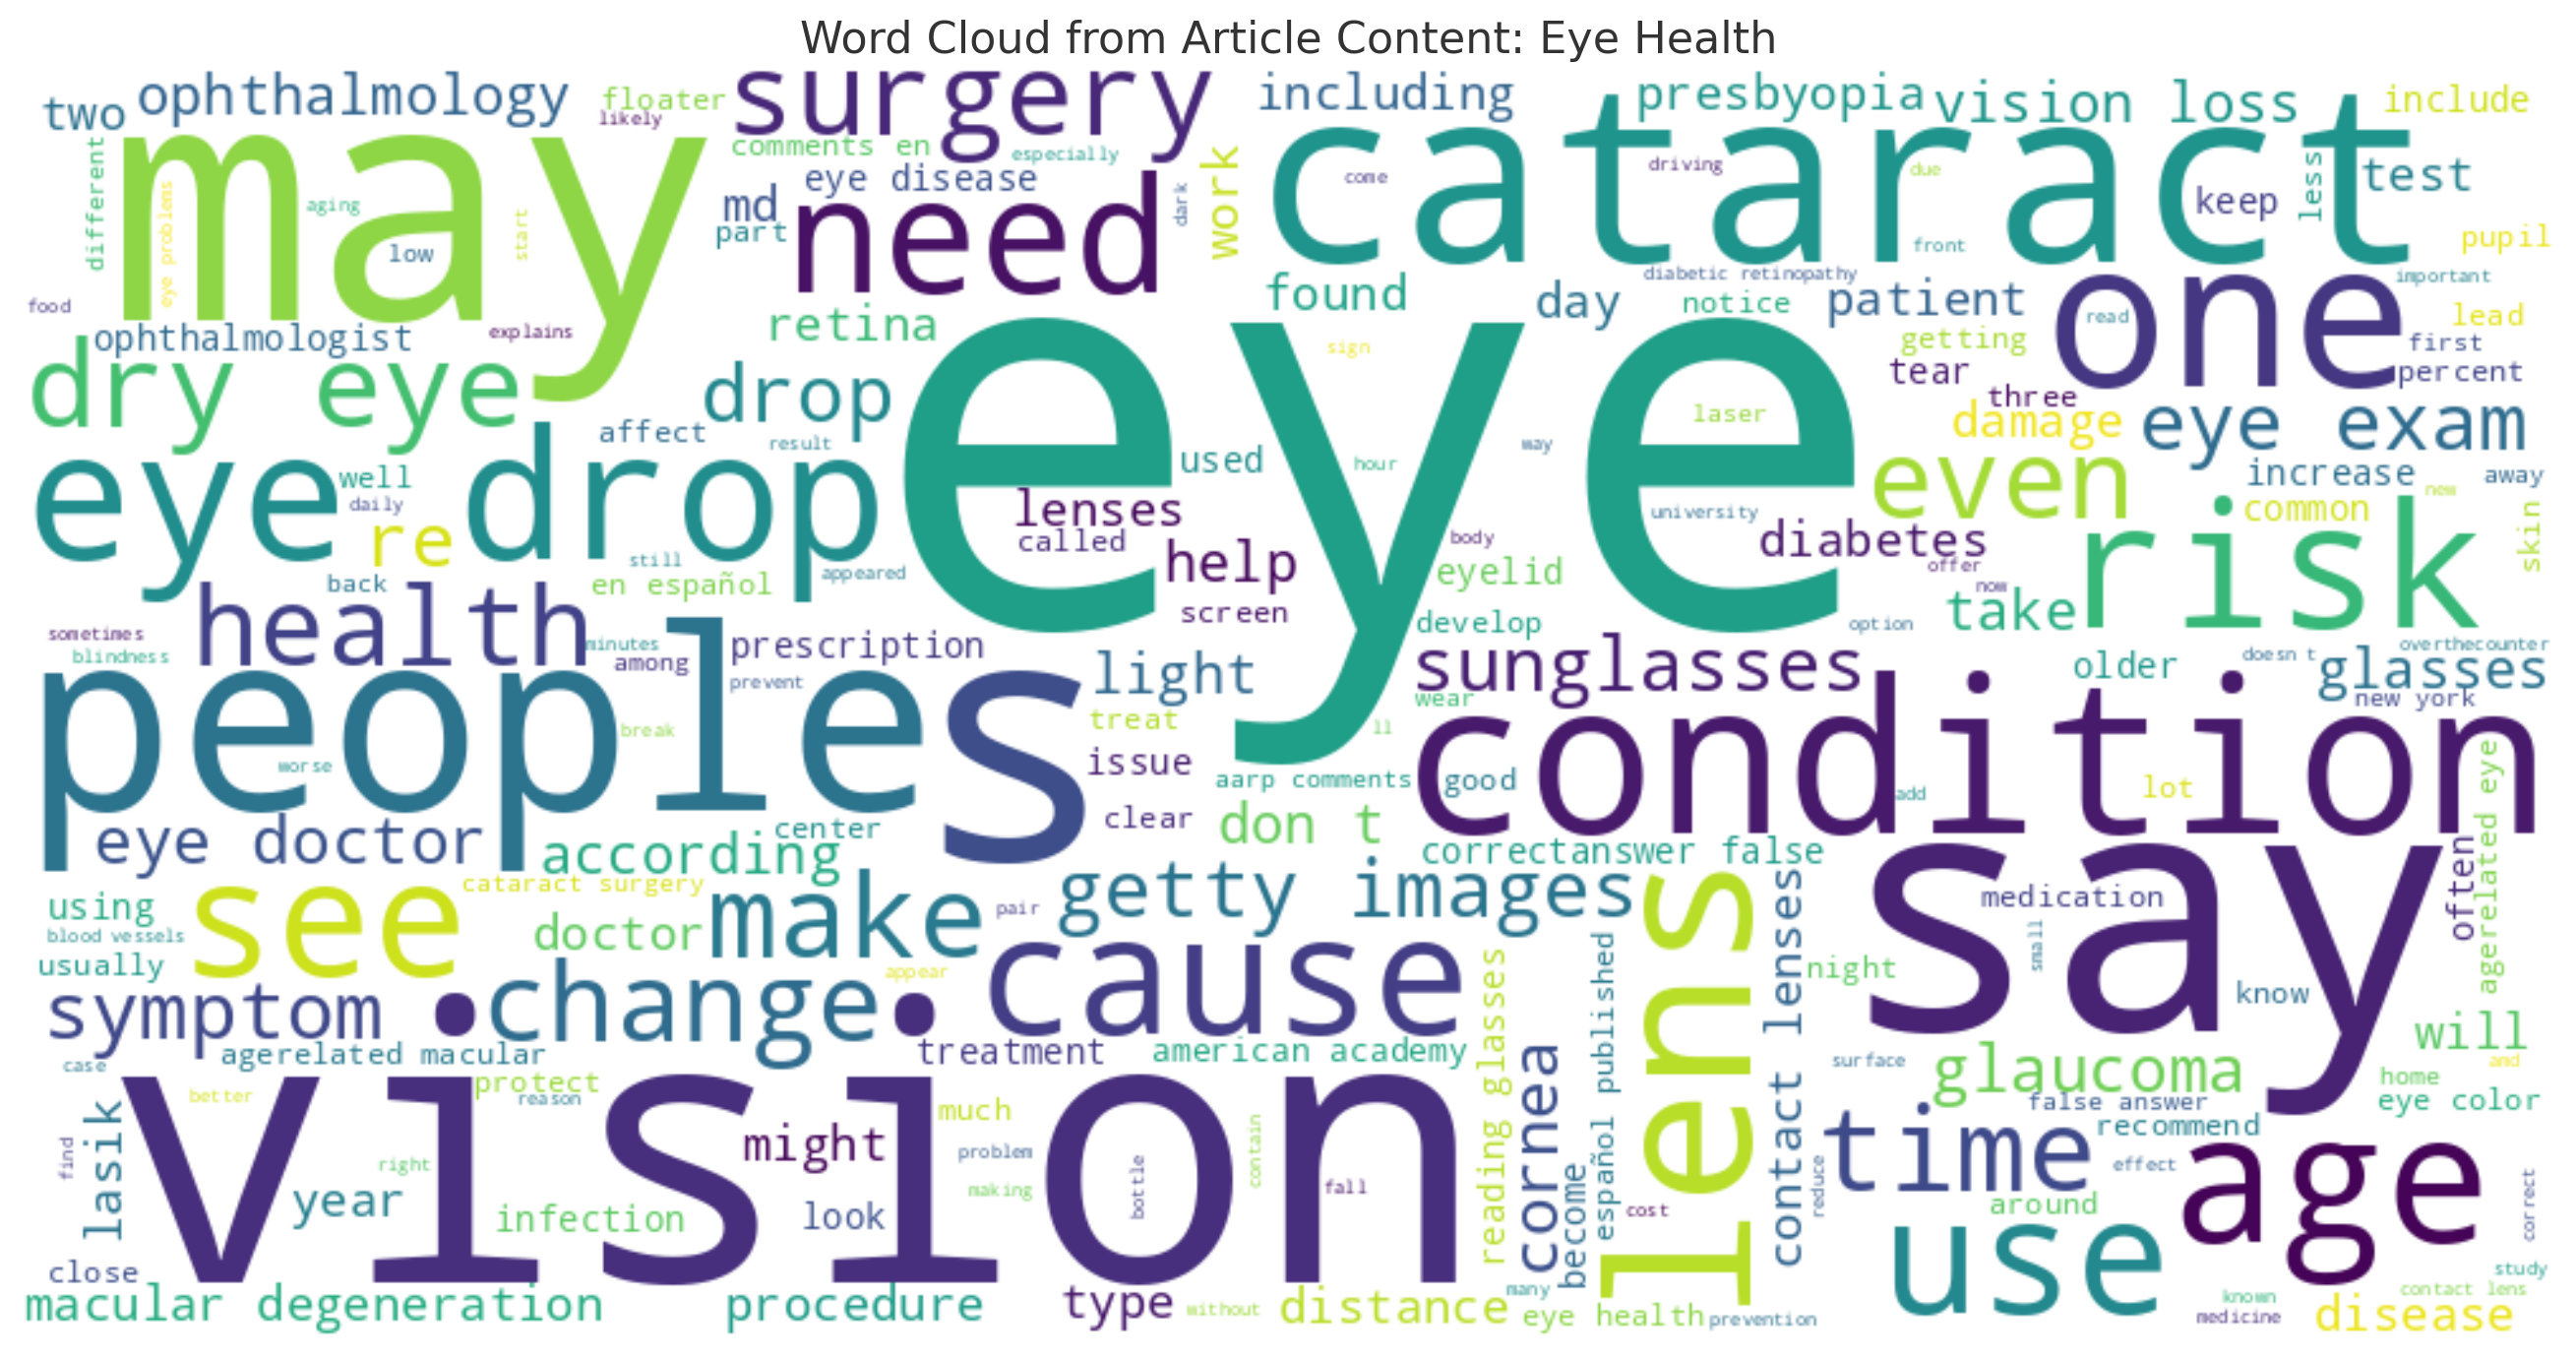 Word Cloud from Article Content: Eye Health
two
ophthalmology
floater
likely
surgery
including
presbyopia
vision loss
include
may
comments en
especially
cataract
different
eye problems
aging
low
start
md
eye disease
part
need
dark
work
come
driving
due
front
keep
less
test
pupil
food
ophthalmologist
explains
retina
found
day
diabetic retinopathy
notice
patient
one
read
important
lead
first
percent
getting
tear
three
dry eye
drop
eye
sign
laser
damage
eye exam
affect
result
used
hour
way
even
increase
away
new
common
skin
eye drop
well
daily
re
still
appeared
lenses
called
help
screen
university
body
eyelid
diabetes
offer
now
take
risk
back
en español
health
minutes
sometimes
blindness
among
prescription
prevent
develop
option
older
doesn t
overthecounter
glasses
new york
people
s
light
sunglasses
wear
treat
break
worse
issue
ll
aarp comments
good
condition
add
lot
agerelated eye
eye doctor
center
according
clear
don t
correctanswer false
say
medication
often
see
cataract surgery
make
pair
getty images
lens
contact lenses
small
using
blood vessels
usually
doctor
appear
cause
night
know
symptom
•
change
•
reading glasses
español published
will
agerelated macular
treatment
american academy
cornea
surface
glaucoma
and
home
case
better
protect
reason
much
false answer
eye color
vision
lasik
find
right
might
problem
making
bottle
contain
fall
become
time
recommend
effect
age
reduce
year
infection
look
cost
around
use
correct
close
macular degeneration
procedure
type
without
distance
many
eye health
prevention
study
contact lens
known
medicine
disease